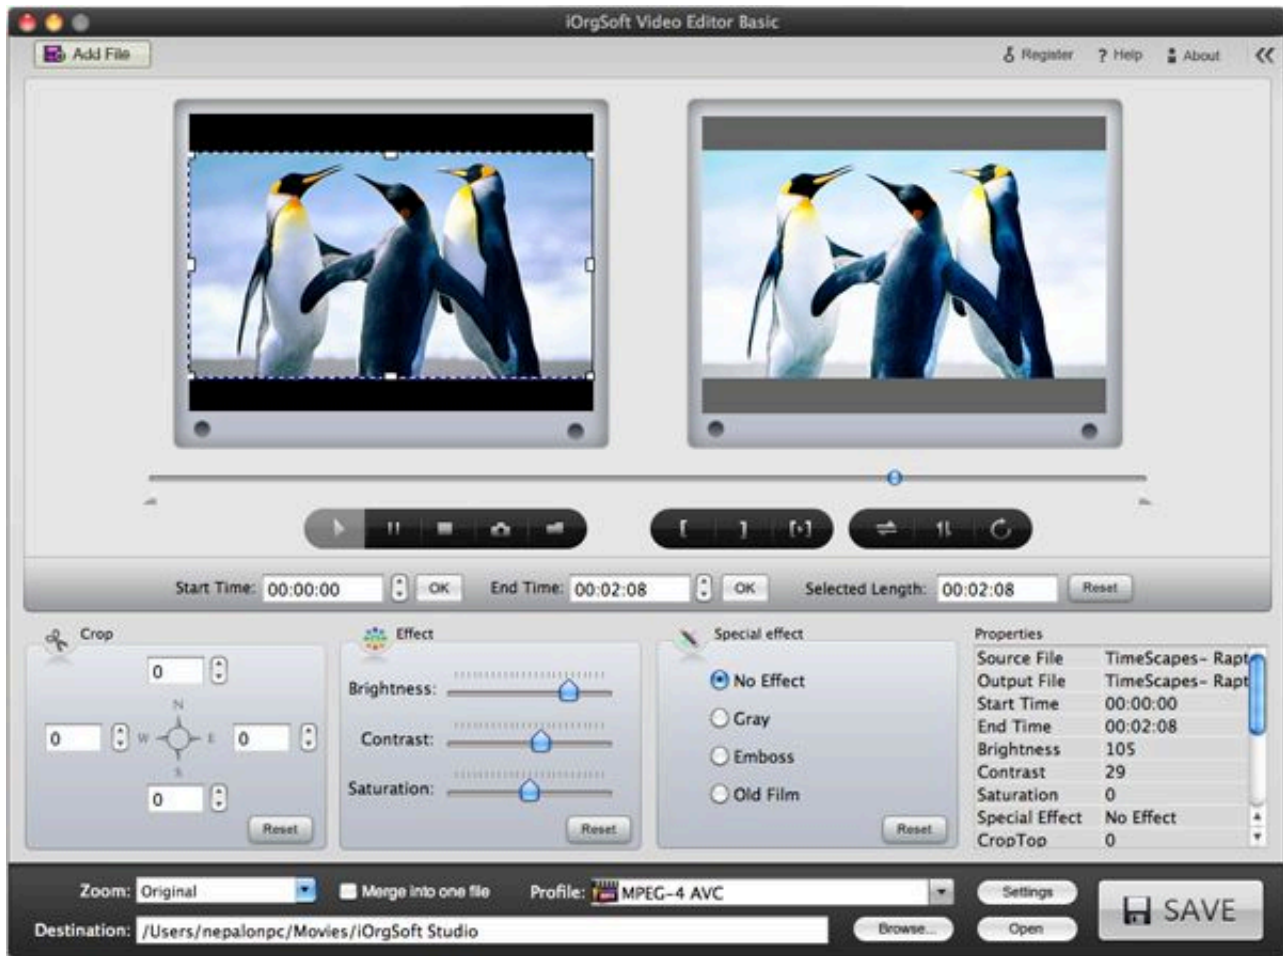 iOrgSoft Video Editor Basic
Add File
Register
? Help
About
Start Time: 00:00:00 OK End Time: 00:02:08 OK Selected Length: 00:02:08 Reset
Crop
0
N
0 W E 0
S
0
Reset
Effect
Brightness:
Contrast:
Saturation:
Reset
Special effect
No Effect
Gray
Emboss
Old Film
Reset
Properties
Source File TimeScapes- Rapt
Output File TimeScapes- Rapt
Start Time 00:00:00
End Time 00:02:08
Brightness 105
Contrast 29
Saturation 0
Special Effect No Effect
CropTop 0
Zoom: Original Merge into one file Profile: MPEG-4 AVC Settings
Destination: /Users/nepalonpc/Movies/iOrgSoft Studio Browse... Open
SAVE